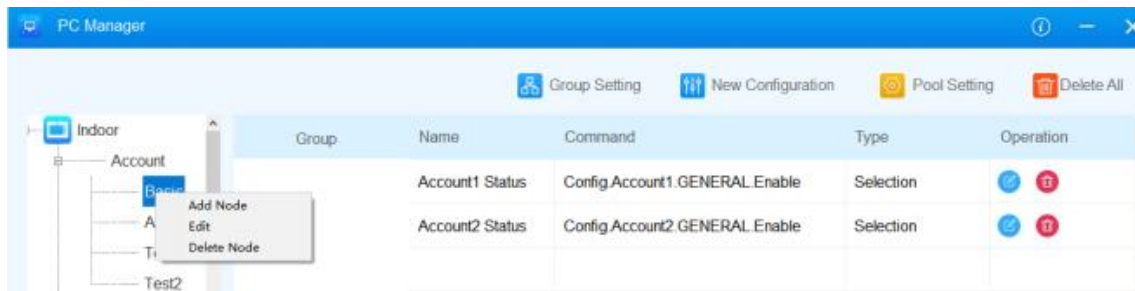 PC Manager
Group Setting New Configuration Pool Setting Delete All
Indoor
Account
Basic
Test2
Add Node
Edit
Delete Node
Group Name Command Type Operation
Account1 Status Config.Account1.GENERAL.Enable Selection
Account2 Status Config.Account2.GENERAL.Enable Selection